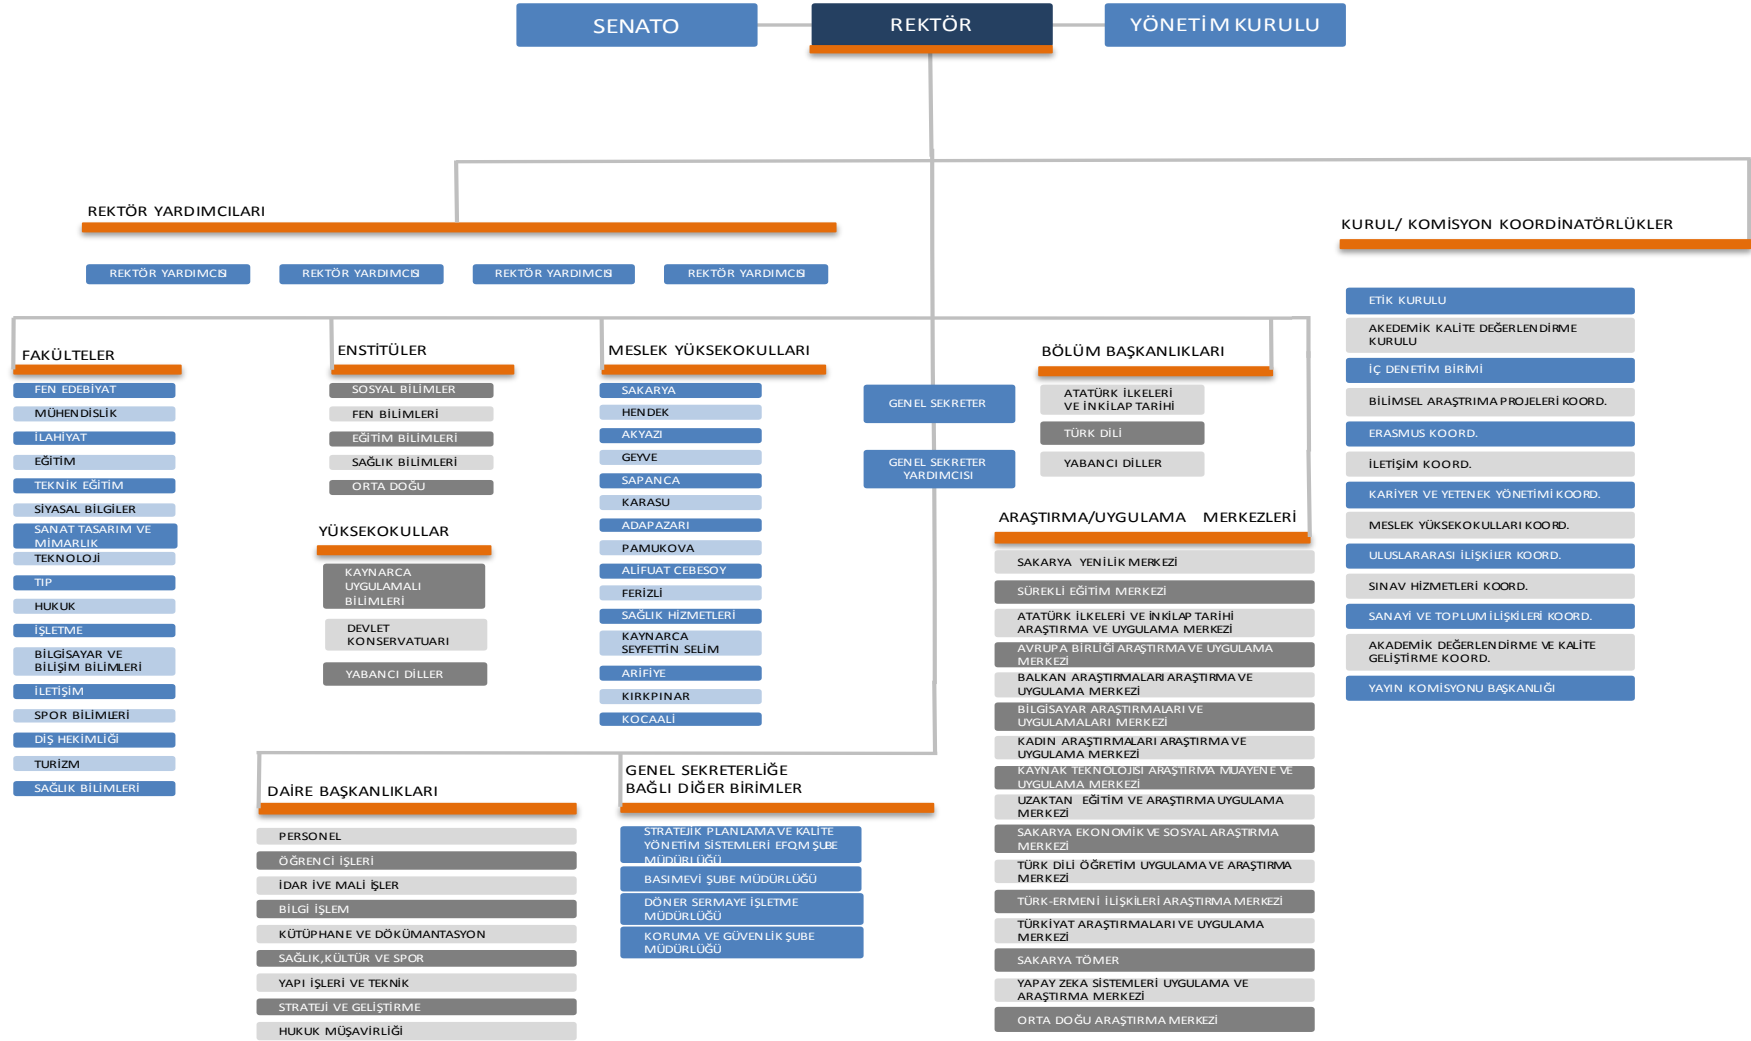 SENATO
REKTÖR
YÖNETİM KURULU
REKTÖR YARDIMCILARI
REKTÖR YARDIMCISI
REKTÖR YARDIMCISI
REKTÖR YARDIMCISI
REKTÖR YARDIMCISI
KURUL/ KOMİSYON KOORDİNATÖRLÜKLER
ETİK KURULU
AKEDEMİK KALİTE DEĞERLENDİRME
KURULU
İÇ DENETİM BİRİMİ
BİLİMSEL ARAŞTRIMA PROJELERİ KOORD.
ERASMUS KOORD.
İLETİŞİM KOORD.
KARİYER VE YETENEK YÖNETİMİ KOORD.
MESLEK YÜKSEKOKULLARI KOORD.
ULUSLARARASI İLİŞKİLER KOORD.
SINAV HİZMETLERİ KOORD.
SANAYİ VE TOPLUM İLİŞKİLERİ KOORD.
AKADEMİK DEĞERLENDİRME VE KALİTE
GELİŞTİRME KOORD.
YAYIN KOMİSYONU BAŞKANLIĞI
FAKÜLTELER
FEN EDEBİYAT
MÜHENDİSLİK
İLAHİYAT
EĞİTİM
TEKNİK EĞİTİM
SİYASAL BİLGİLER
SANAT TASARIM VE
MİMARLIK
TEKNOLOJİ
TIP
HUKUK
İŞLETME
BİLGİSAYAR VE
BİLİŞİM BİLİMLERİ
İLETİŞİM
SPOR BİLİMLERİ
DİŞ HEKİMLİĞİ
TURİZM
SAĞLIK BİLİMLERİ
ENSTİTÜLER
SOSYAL BİLİMLER
FEN BİLİMLERİ
EĞİTİM BİLİMLERİ
SAĞLIK BİLİMLERİ
ORTA DOĞU
YÜKSEKOKULLAR
KAYNARCA
UYGULAMALI
BİLİMLERİ
DEVLET
KONSERVATUARI
YABANCI DİLLER
MESLEK YÜKSEKOKULLARI
SAKARYA
HENDEK
AKYAZI
GEYVE
SAPANCA
KARASU
ADAPAZARI
PAMUKOVA
ALİFUAT CEBESOY
FERİZLİ
SAĞLIK HİZMETLERİ
KAYNARCA
SEYFETTİN SELİM
ARİFİYE
KIRKPINAR
KOCAALİ
GENEL SEKRETER
GENEL SEKRETER
YARDIMCISI
BÖLÜM BAŞKANLIKLARI
ATATÜRK İLKELERİ
VE İNKİLAP TARİHİ
TÜRK DİLİ
YABANCI DİLLER
ARAŞTIRMA/UYGULAMA MERKEZLERİ
SAKARYA YENİLİK MERKEZİ
SÜREKLİ EĞİTİM MERKEZİ
ATATÜRK İLKELERİ VE İNKİLAP TARİHİ
ARAŞTIRMA VE UYGULAMA MERKEZİ
AVRUPA BİRLİĞİ ARAŞTIRMA VE UYGULAMA
MERKEZİ
BALKAN ARAŞTIRMALARI ARAŞTIRMA VE
UYGULAMA MERKEZİ
BİLGİSAYAR ARAŞTIRMALARI VE
UYGULAMALARI MERKEZİ
KADIN ARAŞTIRMALARI ARAŞTIRMA VE
UYGULAMA MERKEZİ
KAYNAK TEKNOLOJİSİ ARAŞTIRMA MUAYENE VE
UYGULAMA MERKEZİ
UZAKTAN EĞİTİM VE ARAŞTIRMA UYGULAMA
MERKEZİ
SAKARYA EKONOMİK VE SOSYAL ARAŞTIRMA
MERKEZİ
TÜRK DİLİ ÖĞRETİM UYGULAMA VE ARAŞTIRMA
MERKEZİ
TÜRK-ERMENİ İLİŞKİLERİ ARAŞTIRMA MERKEZİ
TÜRKİYAT ARAŞTIRMALARI VE UYGULAMA
MERKEZİ
SAKARYA TÖMER
YAPAY ZEKA SİSTEMLERİ UYGULAMA VE
ARAŞTIRMA MERKEZİ
ORTA DOĞU ARAŞTIRMA MERKEZİ
DAİRE BAŞKANLIKLARI
PERSONEL
ÖĞRENCİ İŞLERİ
İDAR İVE MALİ İŞLER
BİLGİ İŞLEM
KÜTÜPHANE VE DÖKÜMANTASYON
SAĞLIK,KÜLTÜR VE SPOR
YAPI İŞLERİ VE TEKNİK
STRATEJİ VE GELİŞTİRME
HUKUK MÜŞAVİRLİĞİ
GENEL SEKRETERLİĞE
BAĞLI DİĞER BİRİMLER
STRATEJİK PLANLAMA VE KALİTE
YÖNETİM SİSTEMLERİ EFQM ŞUBE
MÜDÜRLÜĞÜ
BASIMEVİ ŞUBE MÜDÜRLÜĞÜ
DÖNER SERMAYE İŞLETME
MÜDÜRLÜĞÜ
KORUMA VE GÜVENLİK ŞUBE
MÜDÜRLÜĞÜ